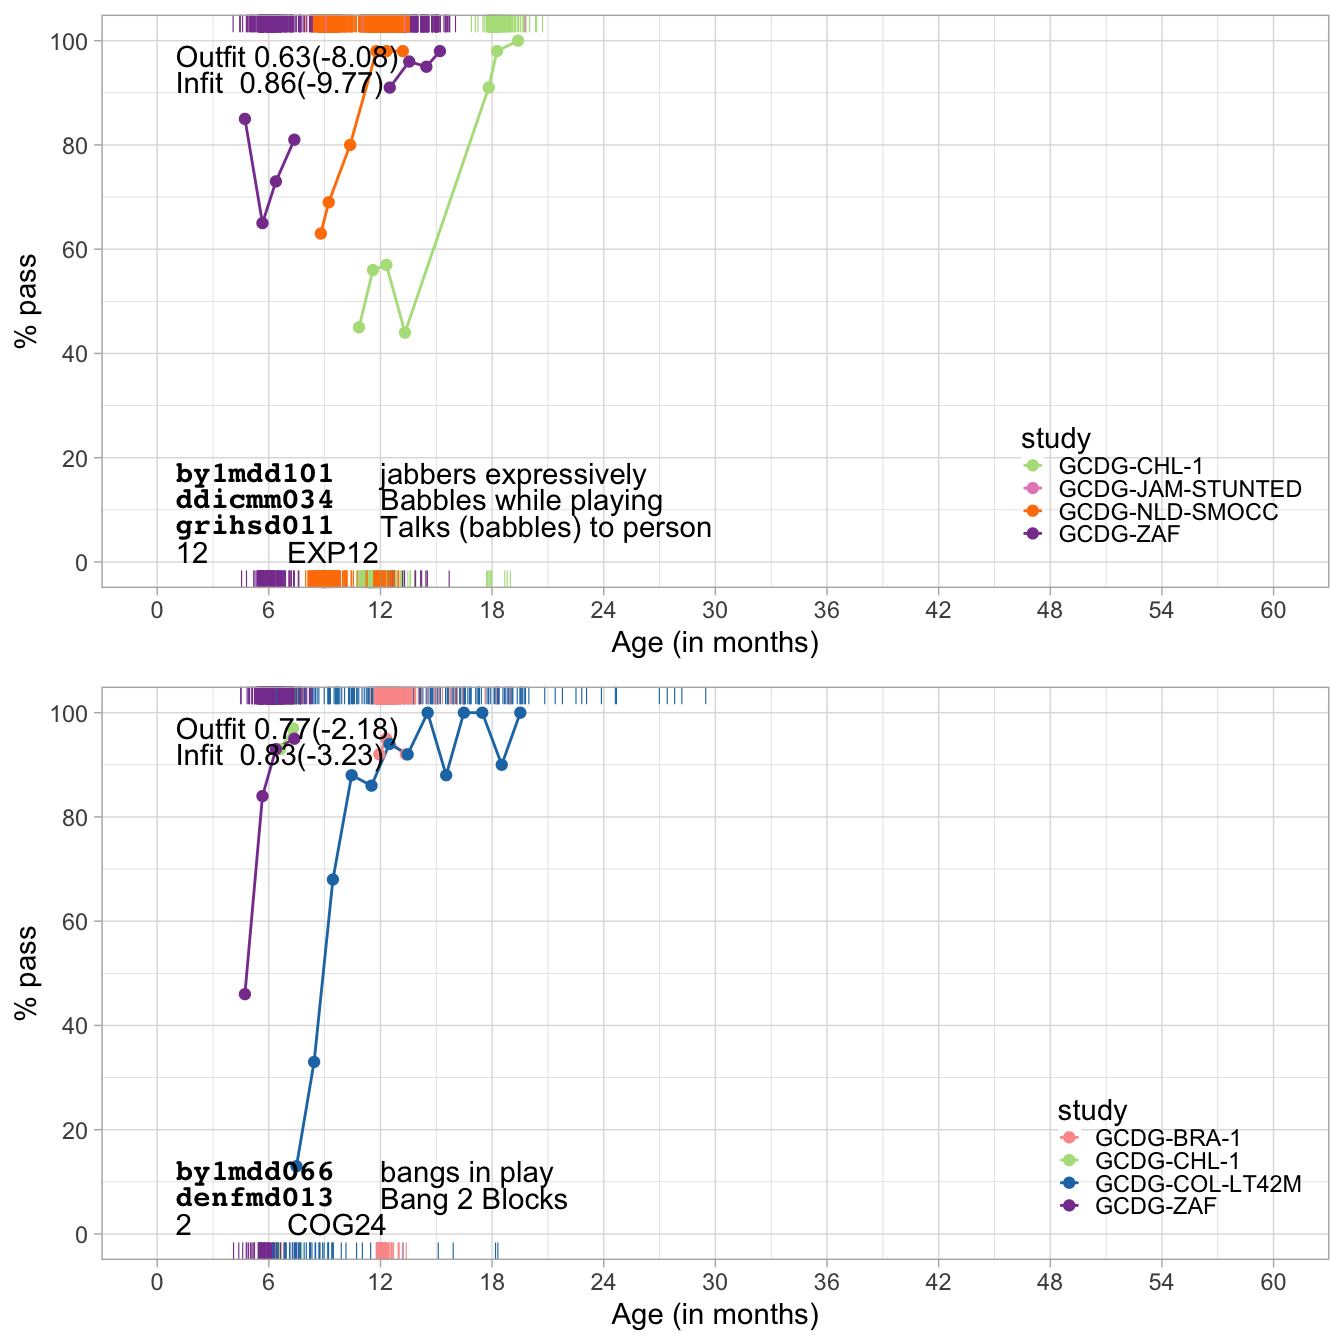 100
80
60
40
20
0
% pass
Outfit 0.63(-8.08)
Infit  0.86(-9.77)
by1mdd101 jabbers expressively
ddicmm034 Babbles while playing
grihsd011 Talks (babbles) to person
12 EXP12
study
GCDG-CHL-1
GCDG-JAM-STUNTED
GCDG-NLD-SMOCC
GCDG-ZAF
0 6 12 18 24 30 36 42 48 54 60
Age (in months)
100
80
60
40
20
0
% pass
Outfit 0.77(-2.18)
Infit  0.83(-3.23)
by1mdd066 bangs in play
denfmd013 Bang 2 Blocks
2 COG24
study
GCDG-BRA-1
GCDG-CHL-1
GCDG-COL-LT42M
GCDG-ZAF
0 6 12 18 24 30 36 42 48 54 60
Age (in months)